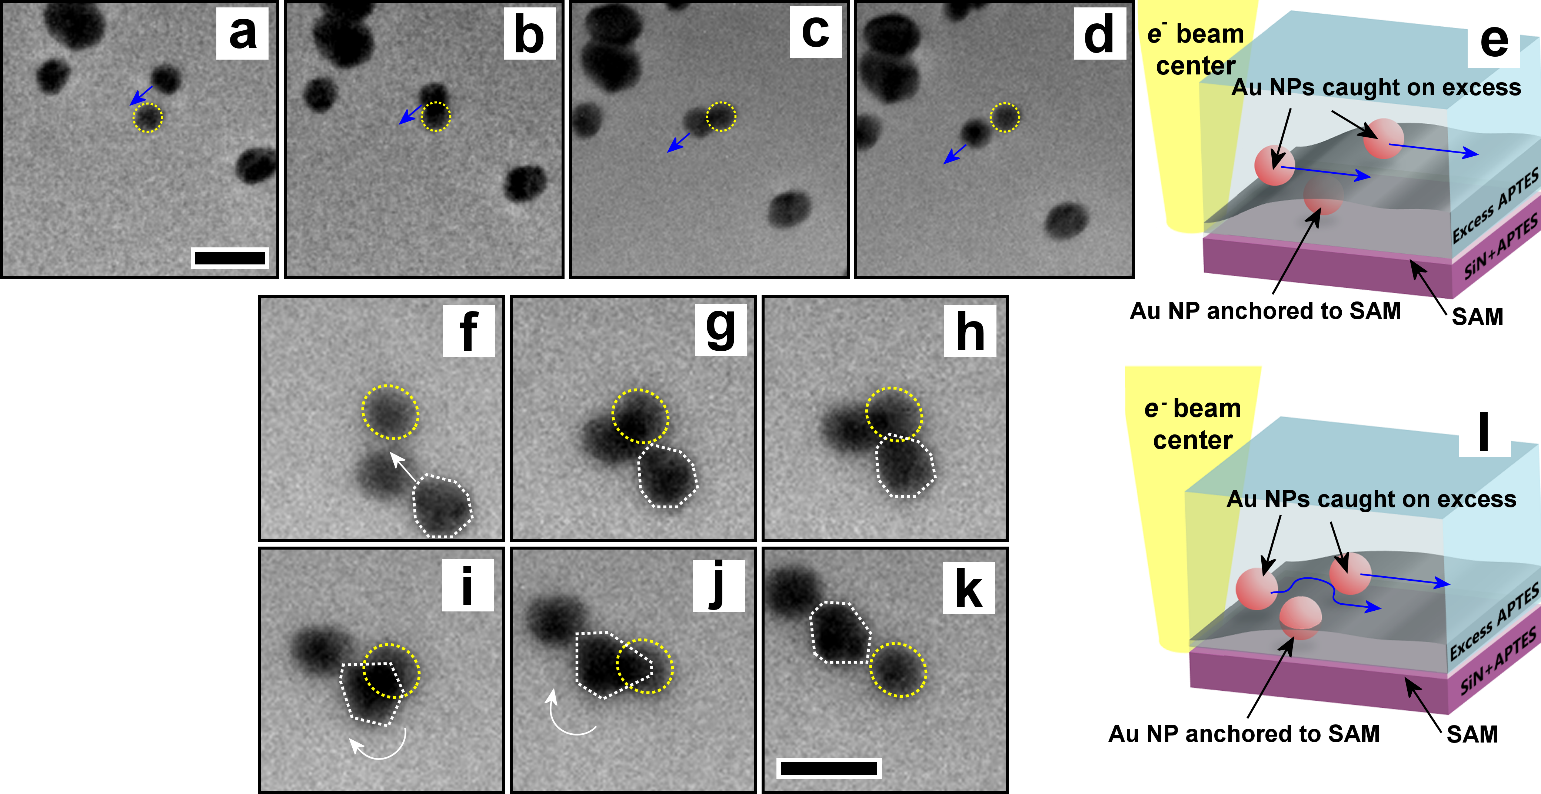 a
b
c
d
e
e- beam
center
Au NPs caught on excess
Excess APTES
SiN+APTES
Au NP anchored to SAM
SAM
f
g
h
i
j
k
l
e- beam
center
Au NPs caught on excess
Excess APTES
SiN+APTES
Au NP anchored to SAM
SAM